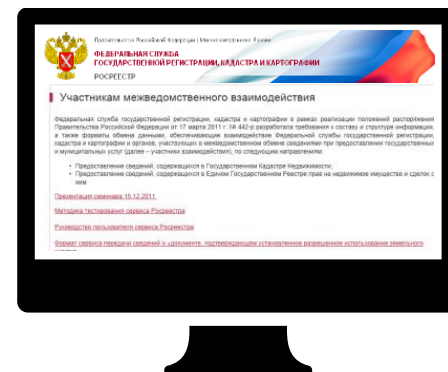 Правительство Российской Федерации | Минэкономразвития России
ФЕДЕРАЛЬНАЯ СЛУЖБА
ГОСУДАРСТВЕННОЙ РЕГИСТРАЦИИ, КАДАСТРА И КАРТОГРАФИИ
РОСРЕЕСТР
Участникам межведомственного взаимодействия
Федеральная служба государственной регистрации, кадастра и картографии в рамках реализации положений распоряжения
Правительства Российской Федерации от 17 марта 2011 г. № 442-р разработала требования к составу и структуре информации,
а также форматы обмена данными, обеспечивающие взаимодействие Федеральной службы государственной регистрации,
кадастра и картографии и органов, участвующих в межведомственном обмене сведениями при предоставлении государственных
и муниципальных услуг (далее – участники взаимодействия), по следующим направлениям:
• Предоставление сведений, содержащихся в Государственном Кадастре Недвижимости;
• Предоставление сведений, содержащихся в Едином Государственном Реестре прав на недвижимое имущество и сделок с
ним
Презентация семинара 15.12.2011
Методика тестирования сервиса Росреестра
Руководство пользователя сервиса Росреестра
Формат сервиса передачи сведений о «документе, подтверждающем установленное разрешенное использование земельного